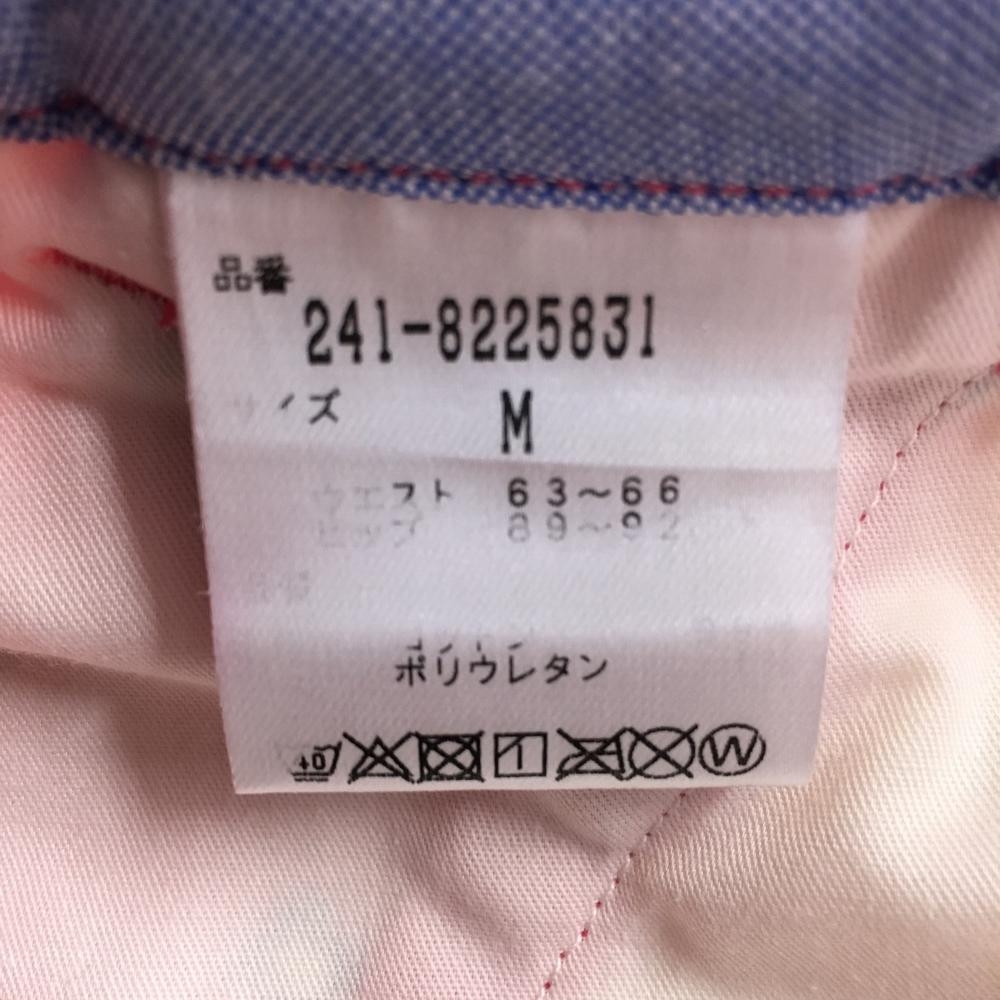 品番
241-8225831
サイズ M
ウエスト 63~66
ヒップ 89~92
ポリウレタン
40
W